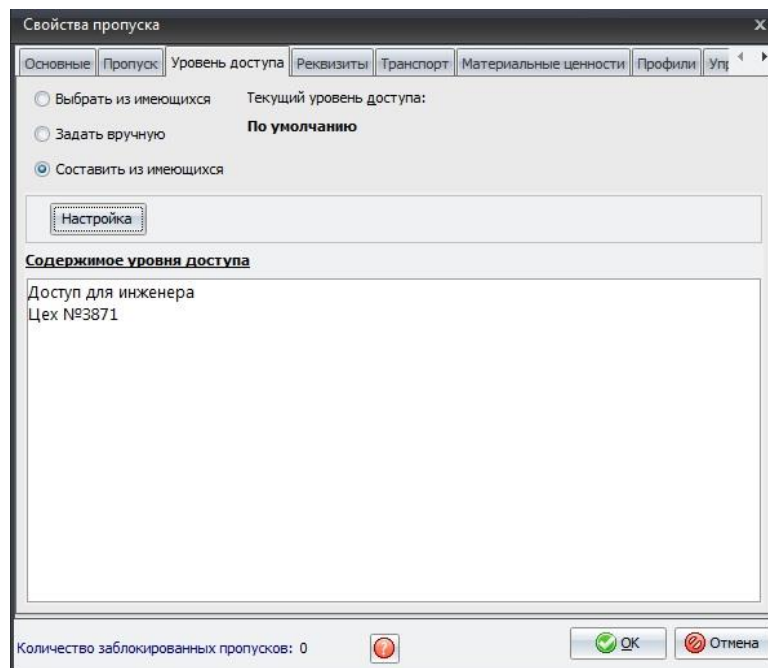 Свойства пропуска x
Основные Пропуск Уровень доступа Реквизиты Транспорт Материальные ценности Профили Упр
Выбрать из имеющихся Текущий уровень доступа:
Задать вручную По умолчанию
Составить из имеющихся
Настройка
Содержимое уровня доступа
Доступ для инженера
Цех №3871
Количество заблокированных пропусков: 0 OK Отмена